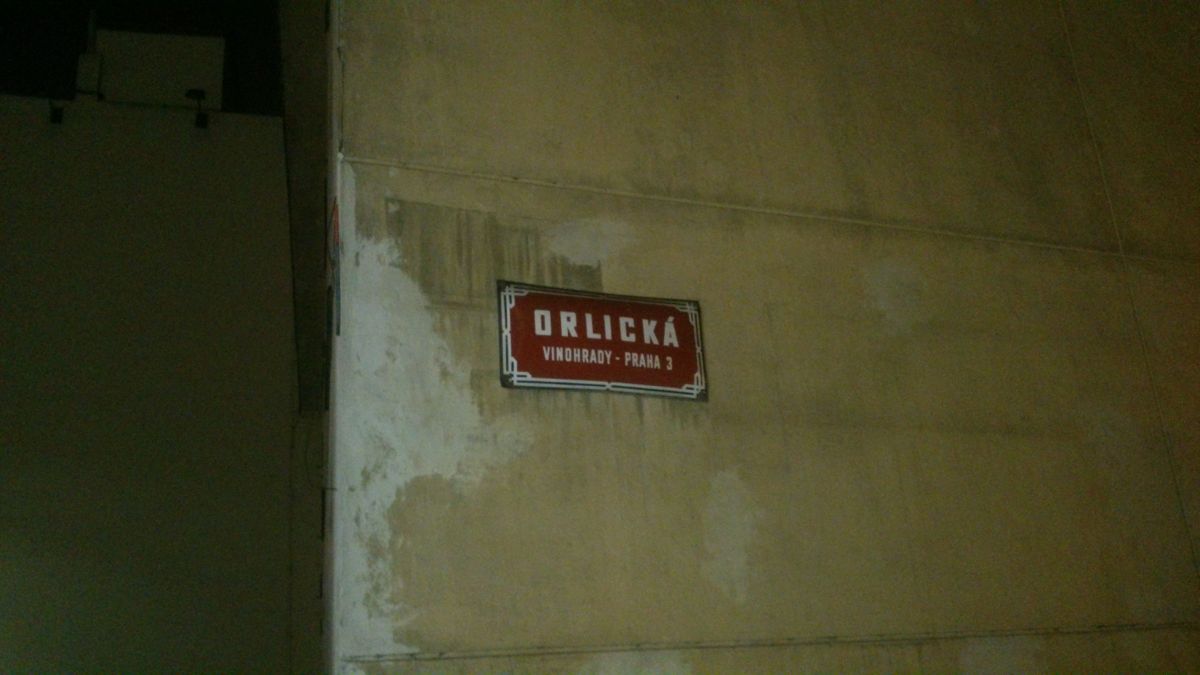 ORLICKÁ
VINOHRADY - PRAHA 3